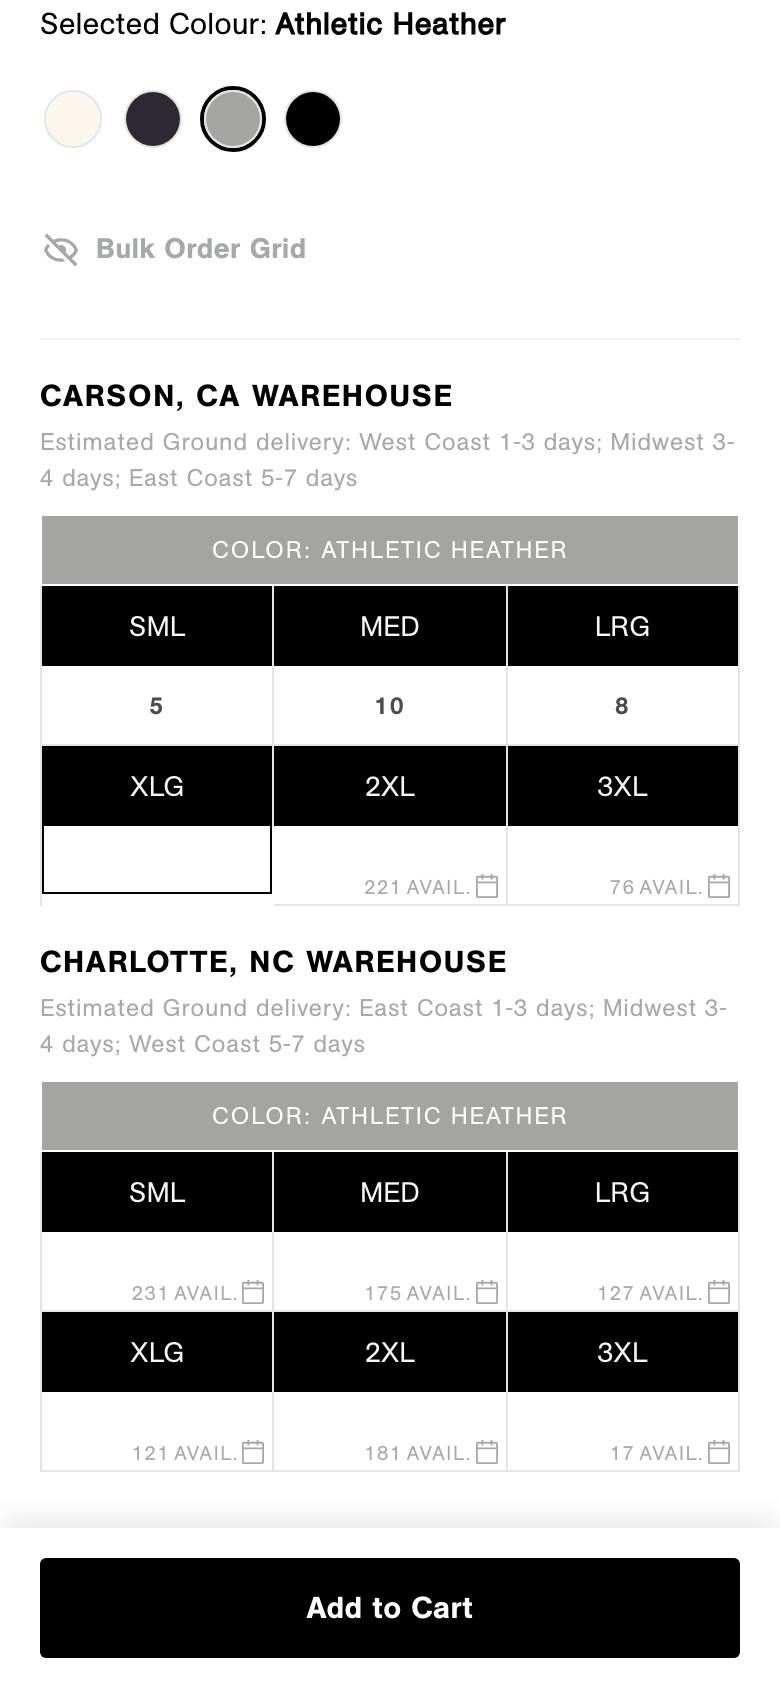 Selected Colour: Athletic Heather
Bulk Order Grid
CARSON, CA WAREHOUSE
Estimated Ground delivery: West Coast 1-3 days; Midwest 3-
4 days; East Coast 5-7 days
COLOR: ATHLETIC HEATHER
SML MED LRG
5 10 8
XLG 2XL 3XL
221 AVAIL. 76 AVAIL.
CHARLOTTE, NC WAREHOUSE
Estimated Ground delivery: East Coast 1-3 days; Midwest 3-
4 days; West Coast 5-7 days
COLOR: ATHLETIC HEATHER
SML MED LRG
231 AVAIL. 175 AVAIL. 127 AVAIL.
XLG 2XL 3XL
121 AVAIL. 181 AVAIL. 17 AVAIL.
Add to Cart